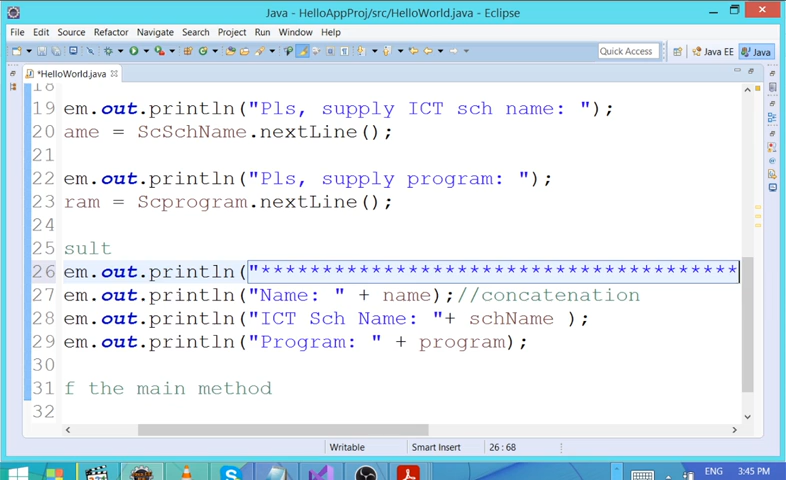 Java - HelloAppProj/src/HelloWorld.java - Eclipse
File Edit Source Refactor Navigate Search Project Run Window Help
Quick Access Java EE Java
*HelloWorld.java
18
19 em.out.println("Pls, supply ICT sch name: ");
20 ame = ScSchName.nextLine();
21
22 em.out.println("Pls, supply program: ");
23 ram = Scprogram.nextLine();
24
25 sult
26 em.out.println("***************************************
27 em.out.println("Name: " + name);//concatenation
28 em.out.println("ICT Sch Name: "+ schName );
29 em.out.println("Program: " + program);
30
31 f the main method
32
Writable Smart Insert 26 : 68
ENG 3:45 PM